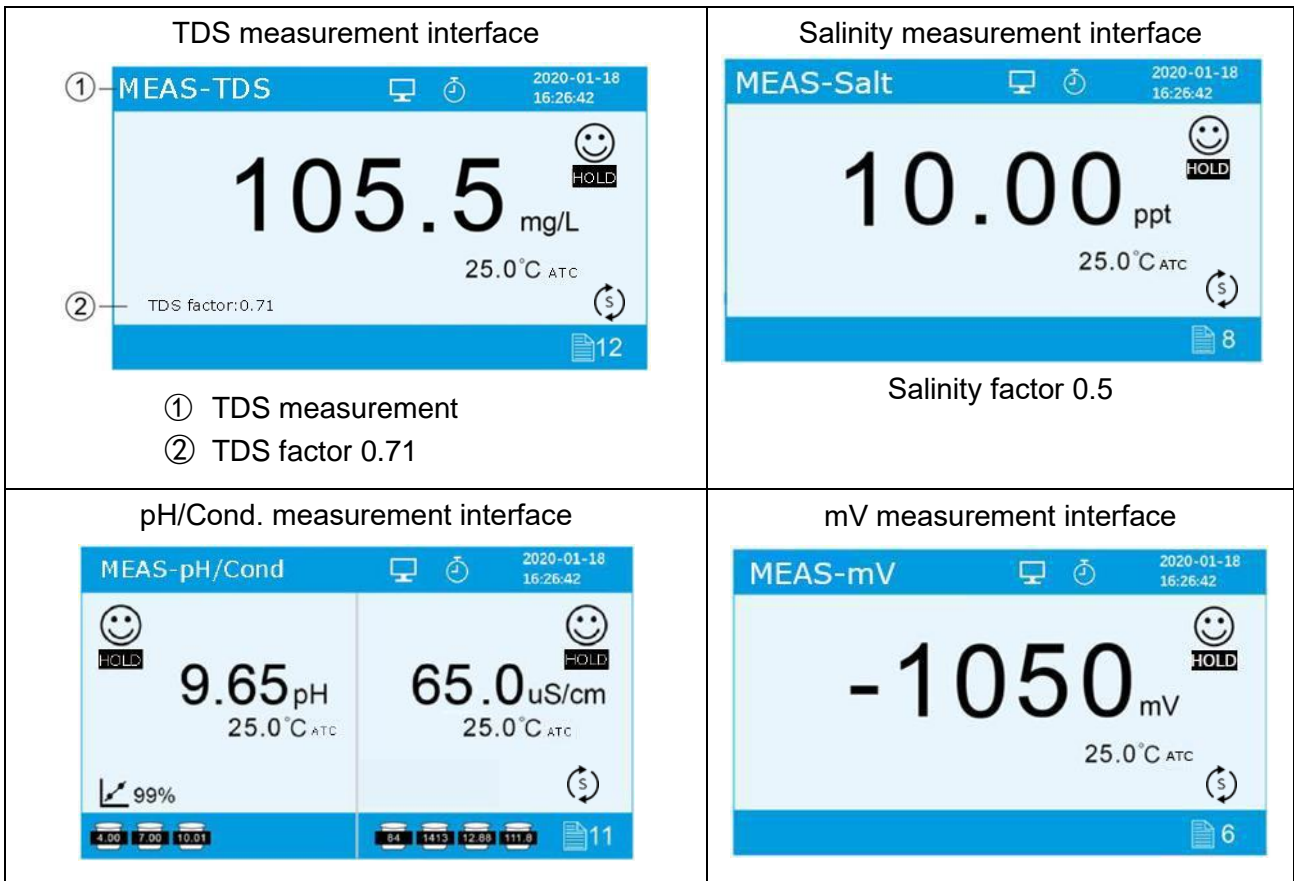 TDS measurement interface
①
MEAS-TDS
2020-01-18
16:26:42
105.5 mg/L
HOLD
25.0°C ATC
②
TDS factor:0.71
S
12
① TDS measurement
② TDS factor 0.71
Salinity measurement interface
MEAS-Salt
2020-01-18
16:26:42
10.00 ppt
HOLD
25.0°C ATC
S
8
Salinity factor 0.5
pH/Cond. measurement interface
MEAS-pH/Cond
2020-01-18
16:26:42
HOLD
9.65 pH
25.0°C ATC
99%
4.00 7.00 10.01
HOLD
65.0 uS/cm
25.0°C ATC
S
84 1413 12.88 111.8
11
mV measurement interface
MEAS-mV
2020-01-18
16:26:42
-1050 mV
HOLD
25.0°C ATC
S
6